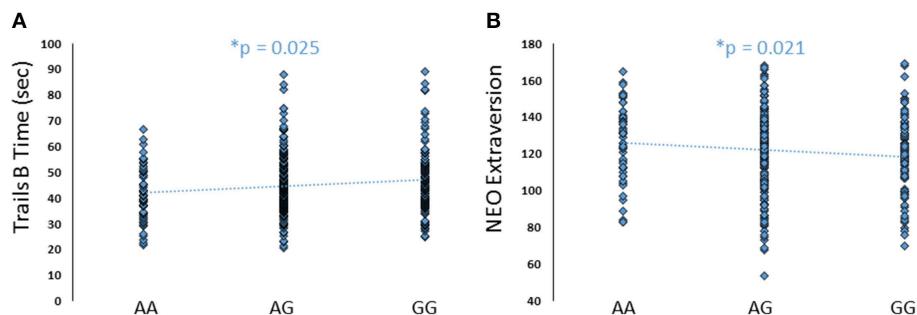 A
*p = 0.025
Trails B Time (sec)
100
90
80
70
60
50
40
30
20
10
0
AA AG GG
B
*p = 0.021
NEO Extraversion
180
160
140
120
100
80
60
40
AA AG GG